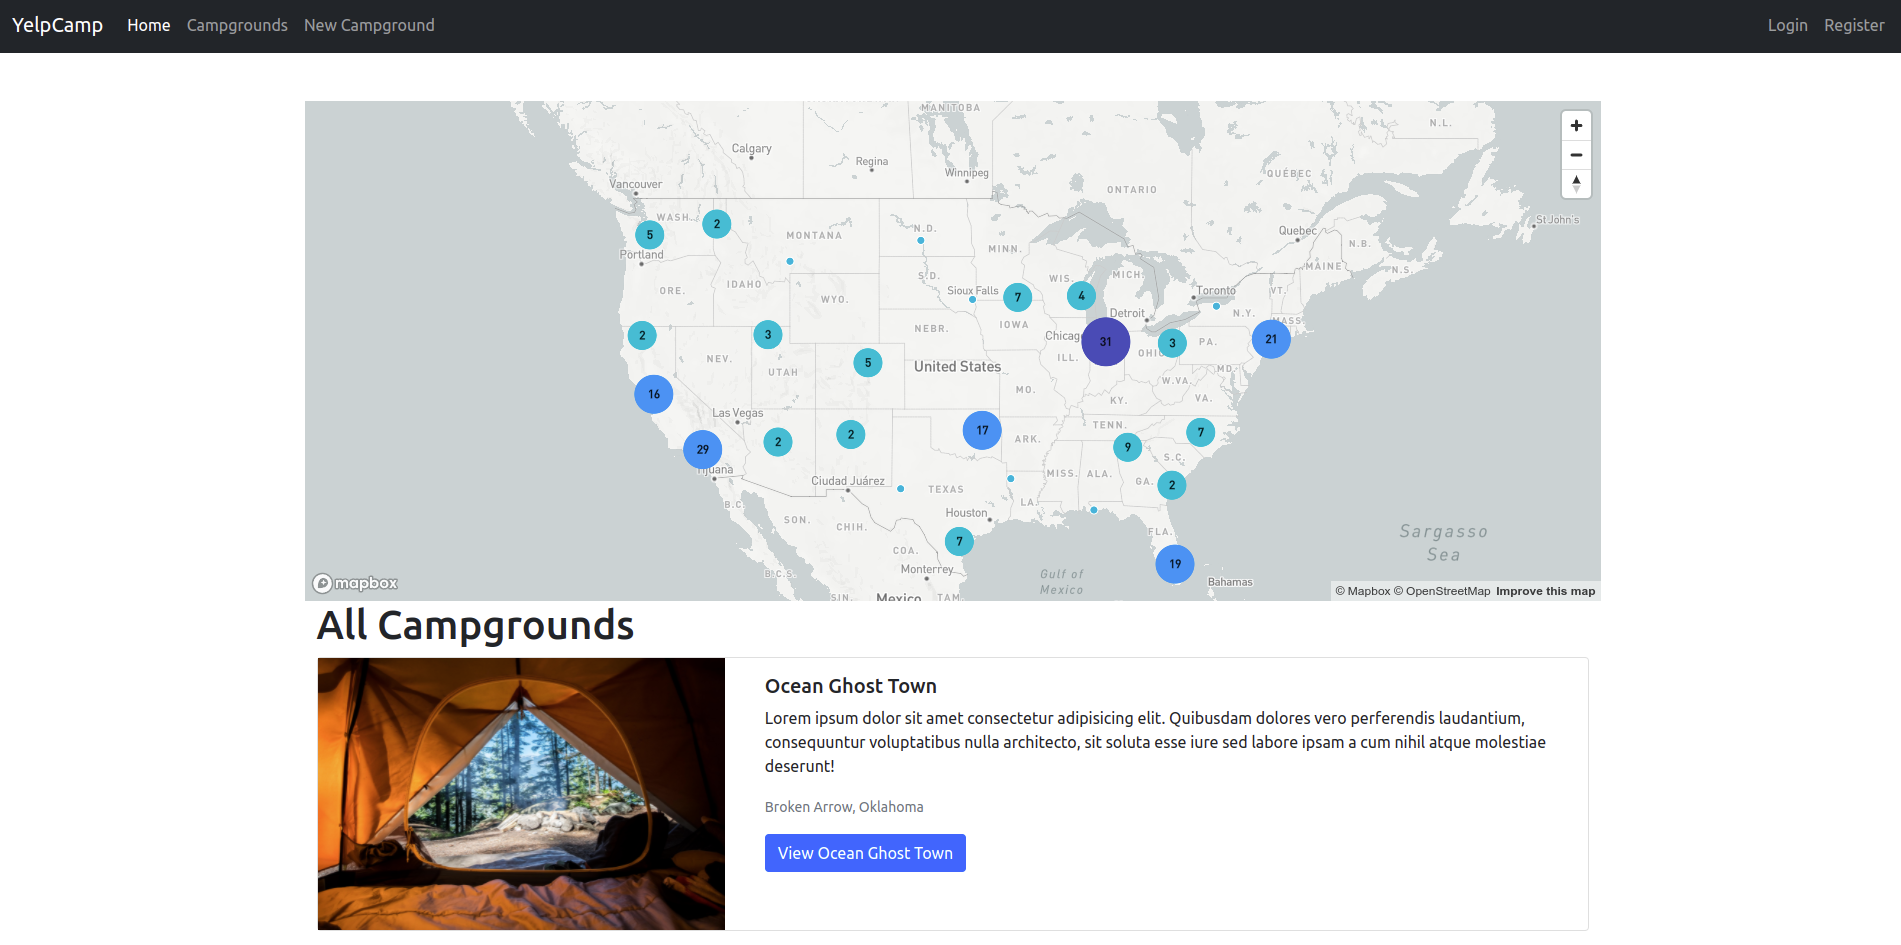 YelpCamp Home Campgrounds New Campground Login Register
MANITOBA
N.L.
Calgary
Regina
Winnipeg
QUÉBEC
Vancouver
ONTARIO
WASH.
2
St John's
5
MONTANA
N.D.
Quebec
Portland
MINN.
N.B.
MAINE
N.S.
IDAHO
S.D.
WIS.
MICH.
ORE.
WYO.
Sioux Falls
7
4
Toronto
VT.
2
3
NEBR.
IOWA
Detroit
N.Y.
MASS.
Chicag
31
3
PA.
21
NEV.
UTAH
5
United States
ILL.
OHIO
MD.
16
MO.
KY.
W.VA.
VA.
Las Vegas
29
2
2
17
ARK.
TENN.
9
7
Tijuana
S.C.
Ciudad Juárez
TEXAS
MISS.
ALA.
GA.
2
B.C.
SON.
CHIH.
Houston
LA.
FLA.
Sargasso
Sea
COA.
7
Monterrey
Gulf of
Mexico
19
Bahamas
B.C.S.
SIN.
Mexico
TAM
mapbox
© Mapbox © OpenStreetMap Improve this map
All Campgrounds
Ocean Ghost Town
Lorem ipsum dolor sit amet consectetur adipisicing elit. Quibusdam dolores vero perferendis laudantium,
consequuntur voluptatibus nulla architecto, sit soluta esse iure sed labore ipsam a cum nihil atque molestiae
deserunt!
Broken Arrow, Oklahoma
View Ocean Ghost Town